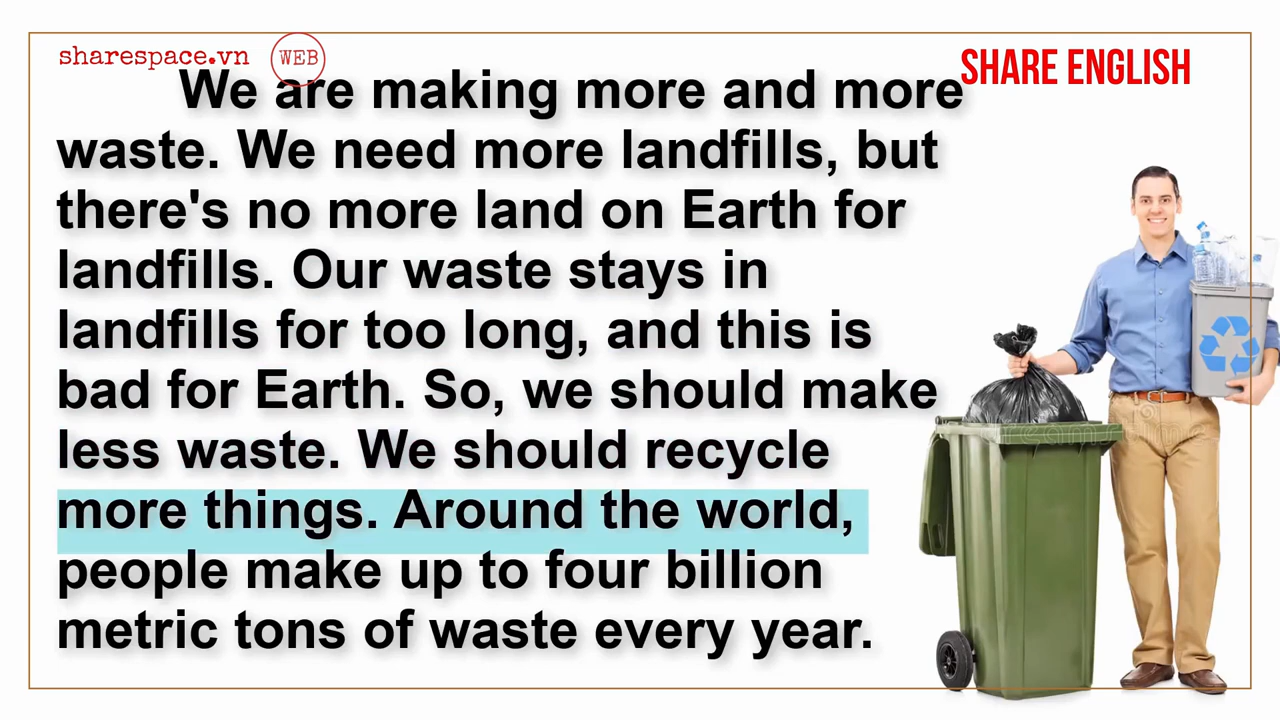 sharespace.vn WEB
SHARE ENGLISH
We are making more and more
waste. We need more landfills, but
there's no more land on Earth for
landfills. Our waste stays in
landfills for too long, and this is
bad for Earth. So, we should make
less waste. We should recycle
more things. Around the world,
people make up to four billion
metric tons of waste every year.